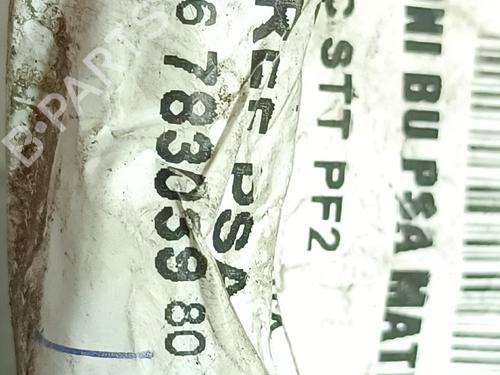 NI BU PSA MAT
C STT PF2
REF PSA
6 783039 80
B-PARTS